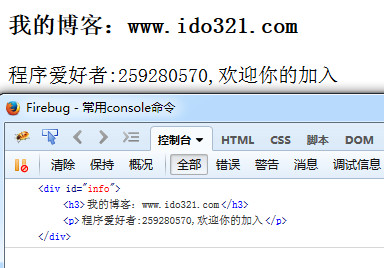 我的博客：www.ido321.com
程序爱好者:259280570,欢迎你的加入
Firebug - 常用console命令
控制台 HTML CSS 脚本 DOM
清除 保持 概况 全部 错误 警告 消息 调试信息
<div id="info">
<h3>我的博客：www.ido321.com</h3>
<p>程序爱好者:259280570,欢迎你的加入</p>
</div>